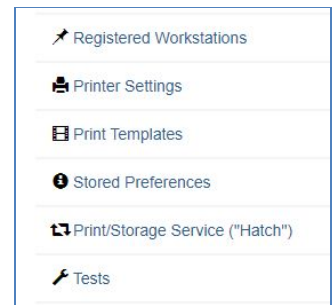 Registered Workstations
Printer Settings
Print Templates
Stored Preferences
Print/Storage Service ("Hatch")
Tests